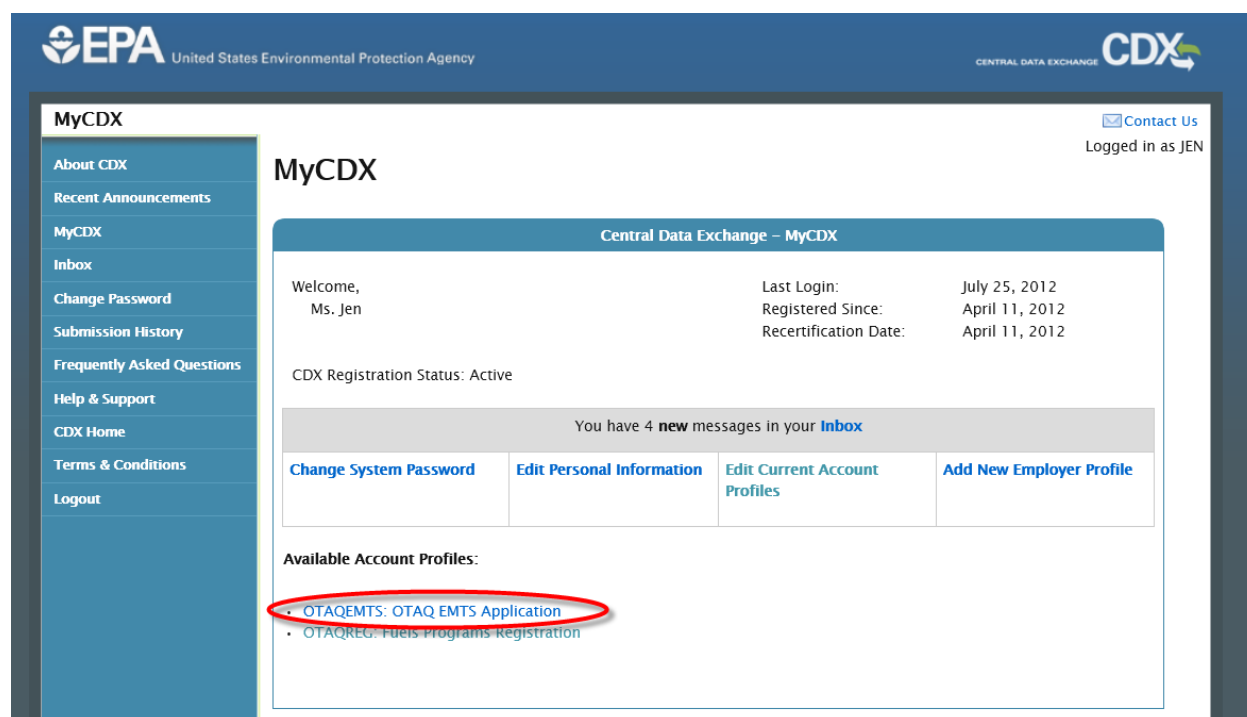 EPA United States Environmental Protection Agency
CENTRAL DATA EXCHANGE CDX
MyCDX
Contact Us
Logged in as JEN
About CDX
Recent Announcements
MyCDX
Inbox
Change Password
Submission History
Frequently Asked Questions
Help & Support
CDX Home
Terms & Conditions
Logout
MyCDX
Central Data Exchange – MyCDX
Welcome,
Ms. Jen
Last Login: July 25, 2012
Registered Since: April 11, 2012
Recertification Date: April 11, 2012
CDX Registration Status: Active
You have 4 new messages in your Inbox
Change System Password
Edit Personal Information
Edit Current Account
Profiles
Add New Employer Profile
Available Account Profiles:
• OTAQEMTS: OTAQ EMTS Application
• OTAQREG: Fuels Programs Registration